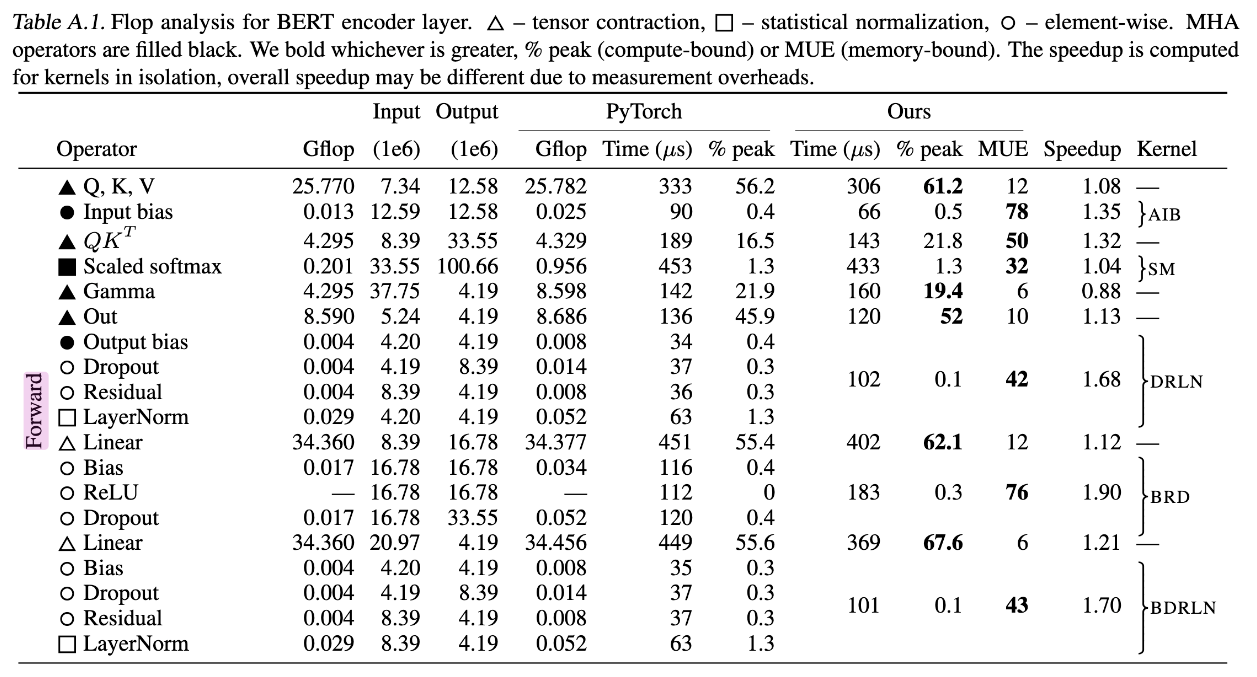 Table A.1. Flop analysis for BERT encoder layer. △ – tensor contraction, □ – statistical normalization, ○ – element-wise. MHA
operators are filled black. We bold whichever is greater, % peak (compute-bound) or MUE (memory-bound). The speedup is computed
for kernels in isolation, overall speedup may be different due to measurement overheads.
Input Output PyTorch Ours
Operator Gflop (1e6) (1e6) Gflop Time (μs) % peak Time (μs) % peak MUE Speedup Kernel
Forward
▲ Q, K, V 25.770 7.34 12.58 25.782 333 56.2 306 61.2 12 1.08 —
● Input bias 0.013 12.59 12.58 0.025 90 0.4 66 0.5 78 1.35 }AIB
▲ QK^T 4.295 8.39 33.55 4.329 189 16.5 143 21.8 50 1.32 —
■ Scaled softmax 0.201 33.55 100.66 0.956 453 1.3 433 1.3 32 1.04 }SM
▲ Gamma 4.295 37.75 4.19 8.598 142 21.9 160 19.4 6 0.88 —
▲ Out 8.590 5.24 4.19 8.686 136 45.9 120 52 10 1.13 —
● Output bias 0.004 4.20 4.19 0.008 34 0.4
○ Dropout 0.004 4.19 8.39 0.014 37 0.3
102 0.1 42 1.68 DRLN
○ Residual 0.004 8.39 4.19 0.008 36 0.3
□ LayerNorm 0.029 4.20 4.19 0.052 63 1.3
△ Linear 34.360 8.39 16.78 34.377 451 55.4 402 62.1 12 1.12 —
○ Bias 0.017 16.78 16.78 0.034 116 0.4
○ ReLU — 16.78 16.78 — 112 0 183 0.3 76 1.90 BRD
○ Dropout 0.017 16.78 33.55 0.052 120 0.4
△ Linear 34.360 20.97 4.19 34.456 449 55.6 369 67.6 6 1.21 —
○ Bias 0.004 4.20 4.19 0.008 35 0.3
○ Dropout 0.004 4.19 8.39 0.014 37 0.3
101 0.1 43 1.70 BDRLN
○ Residual 0.004 8.39 4.19 0.008 37 0.3
□ LayerNorm 0.029 8.39 4.19 0.052 63 1.3